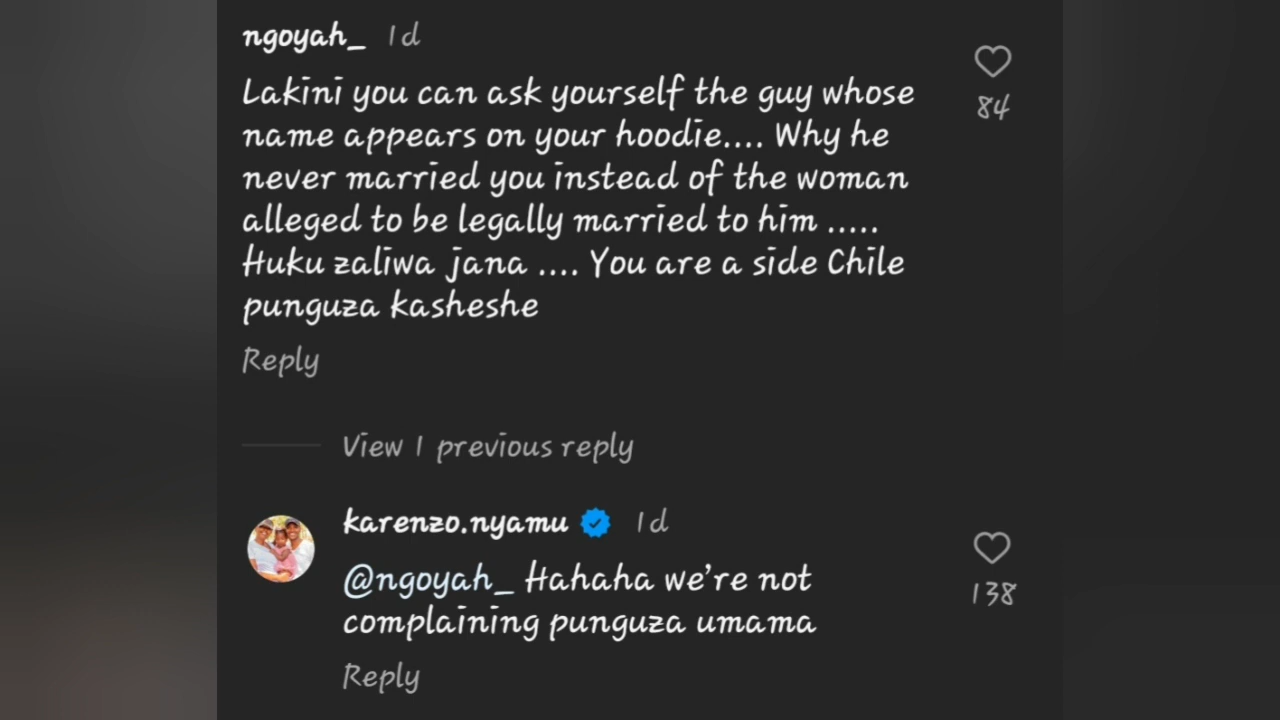 ngoyah_ 1d
Lakini you can ask yourself the guy whose
84
name appears on your hoodie.... Why he
never married you instead of the woman
alleged to be legally married to him .....
Huku zaliwa jana .... You are a side Chile
punguza kasheshe
Reply
View 1 previous reply
karenzo.nyamu 1d
@ngoyah_ Hahaha we're not
138
complaining punguza umama
Reply